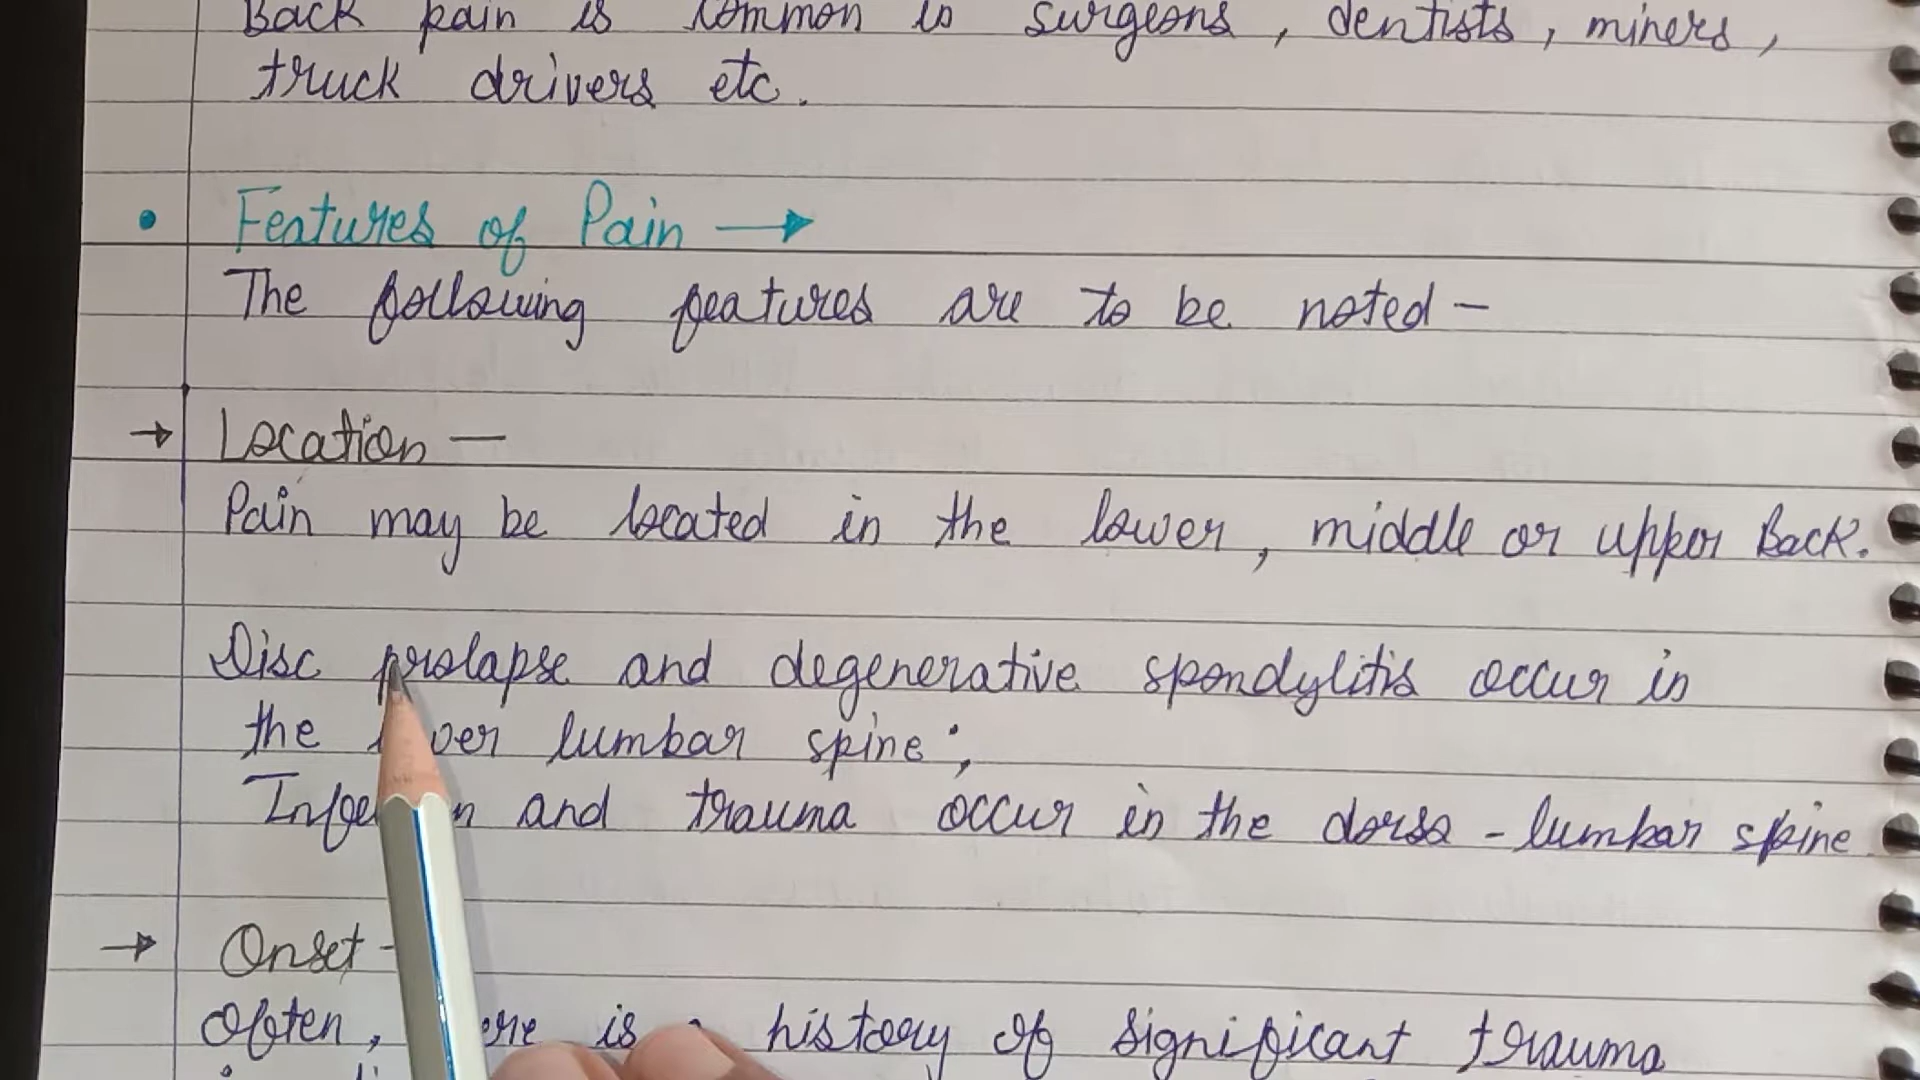 Back pain is common in surgeons, dentists, miners,
truck drivers etc.
• Features of Pain →
The following features are to be noted -
→ Location —
Pain may be located in the lower, middle or upper Back.
Disc prolapse and degenerative spondylitis occur in
the lumbar spine;
and trauma occur in the dorso - lumbar spine
→ Onset -
Often, is history of significant trauma